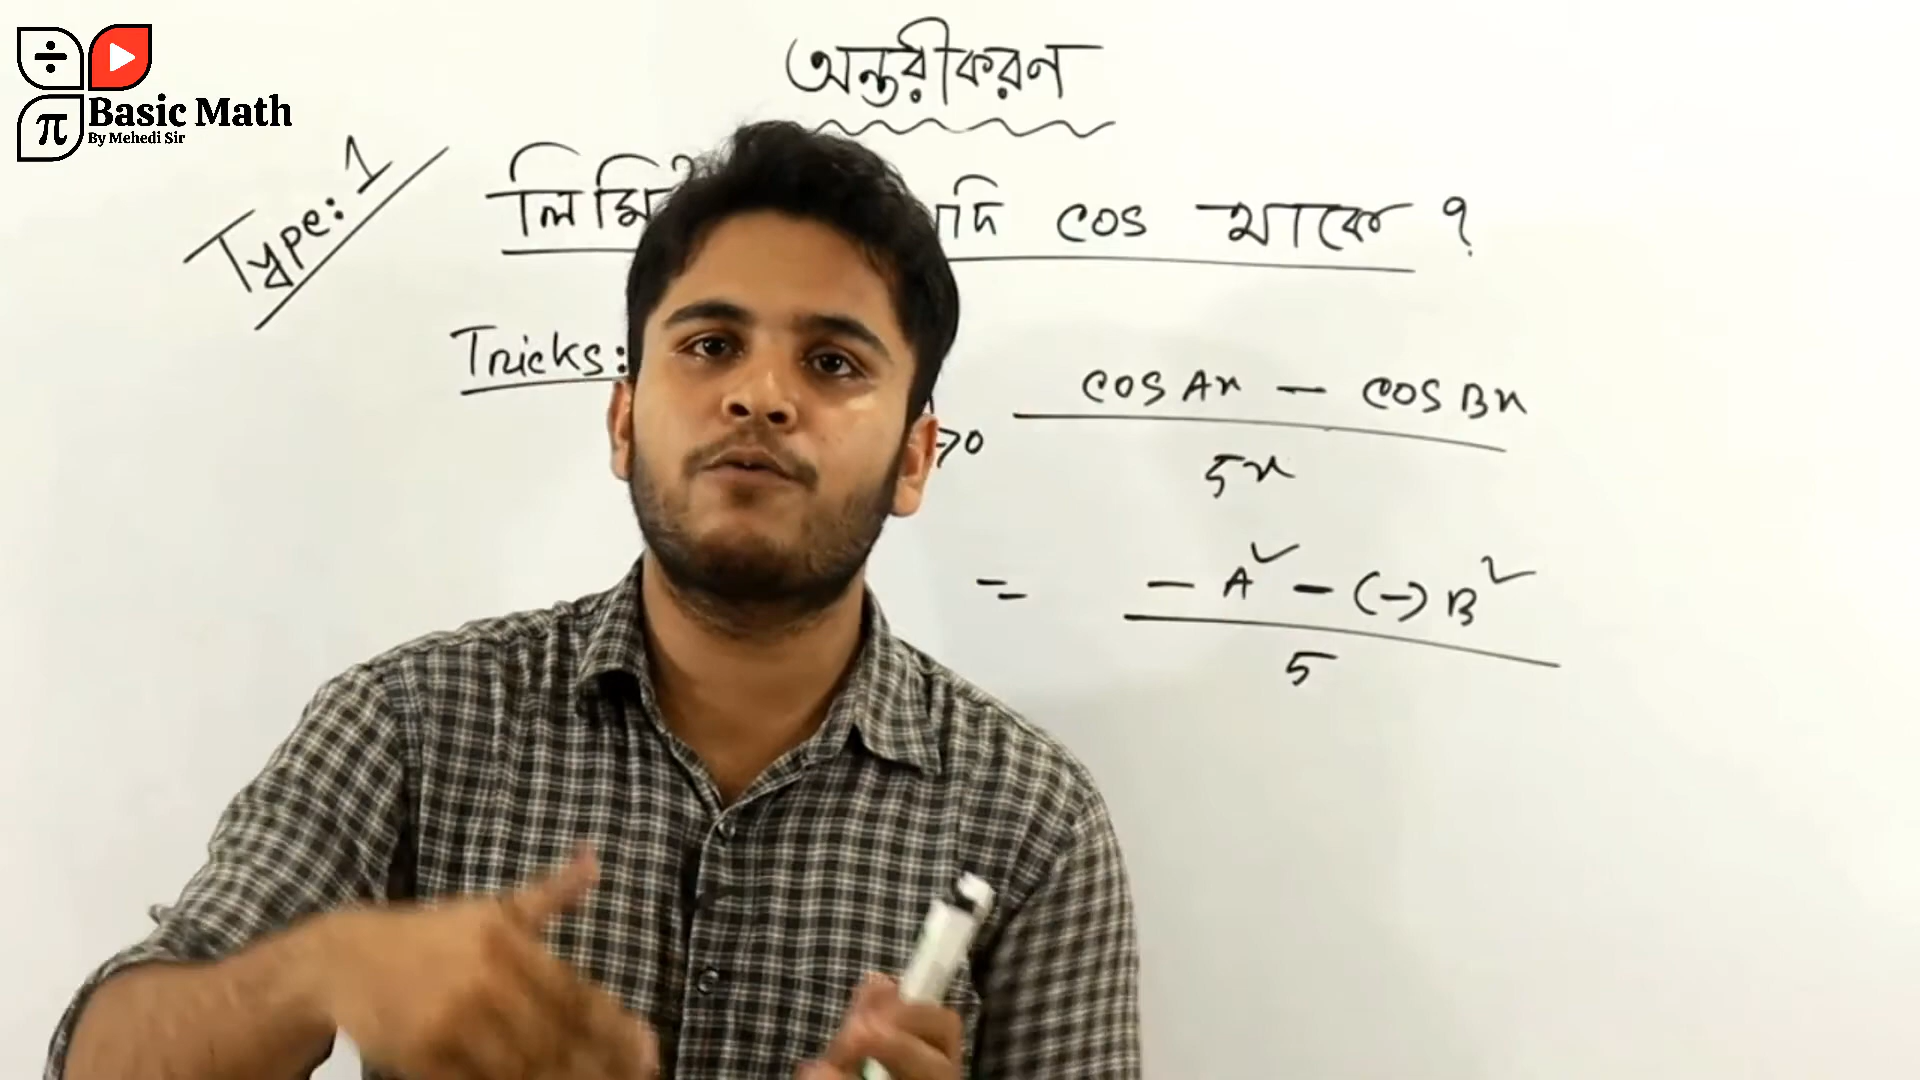 ÷
π
Basic Math
By Mehedi Sir
অন্তরীকরণ
Type: 1
cos থাকে ?
Tricks:
cos Ax - cos Bx
→0
5x
= - A² - (-) B²
5